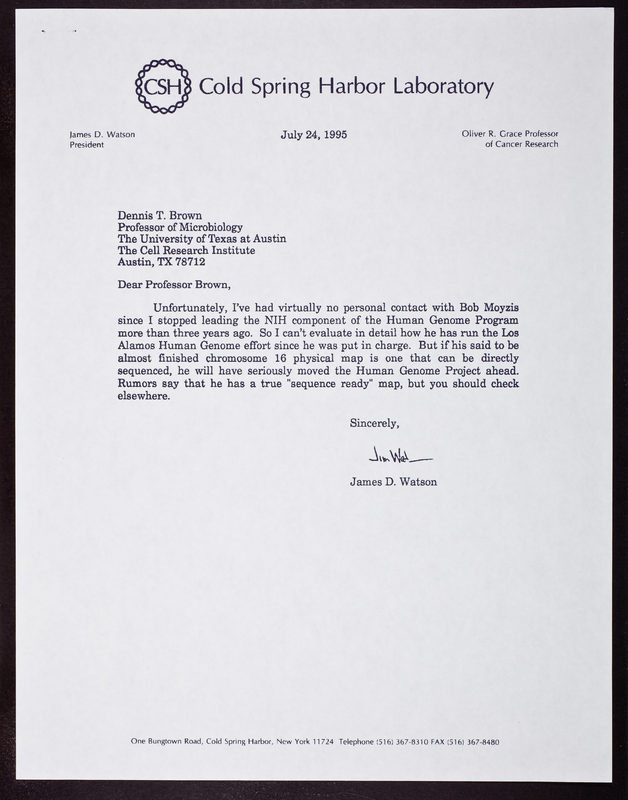 CSH Cold Spring Harbor Laboratory
James D. Watson
President
July 24, 1995
Oliver R. Grace Professor
of Cancer Research
Dennis T. Brown
Professor of Microbiology
The University of Texas at Austin
The Cell Research Institute
Austin, TX 78712
Dear Professor Brown,
Unfortunately, I've had virtually no personal contact with Bob Moyzis
since I stopped leading the NIH component of the Human Genome Program
more than three years ago. So I can't evaluate in detail how he has run the Los
Alamos Human Genome effort since he was put in charge. But if his said to be
almost finished chromosome 16 physical map is one that can be directly
sequenced, he will have seriously moved the Human Genome Project ahead.
Rumors say that he has a true "sequence ready" map, but you should check
elsewhere.
Sincerely,
Jim Wat
James D. Watson
One Bungtown Road, Cold Spring Harbor, New York 11724 Telephone (516) 367-8310 FAX (516) 367-8480